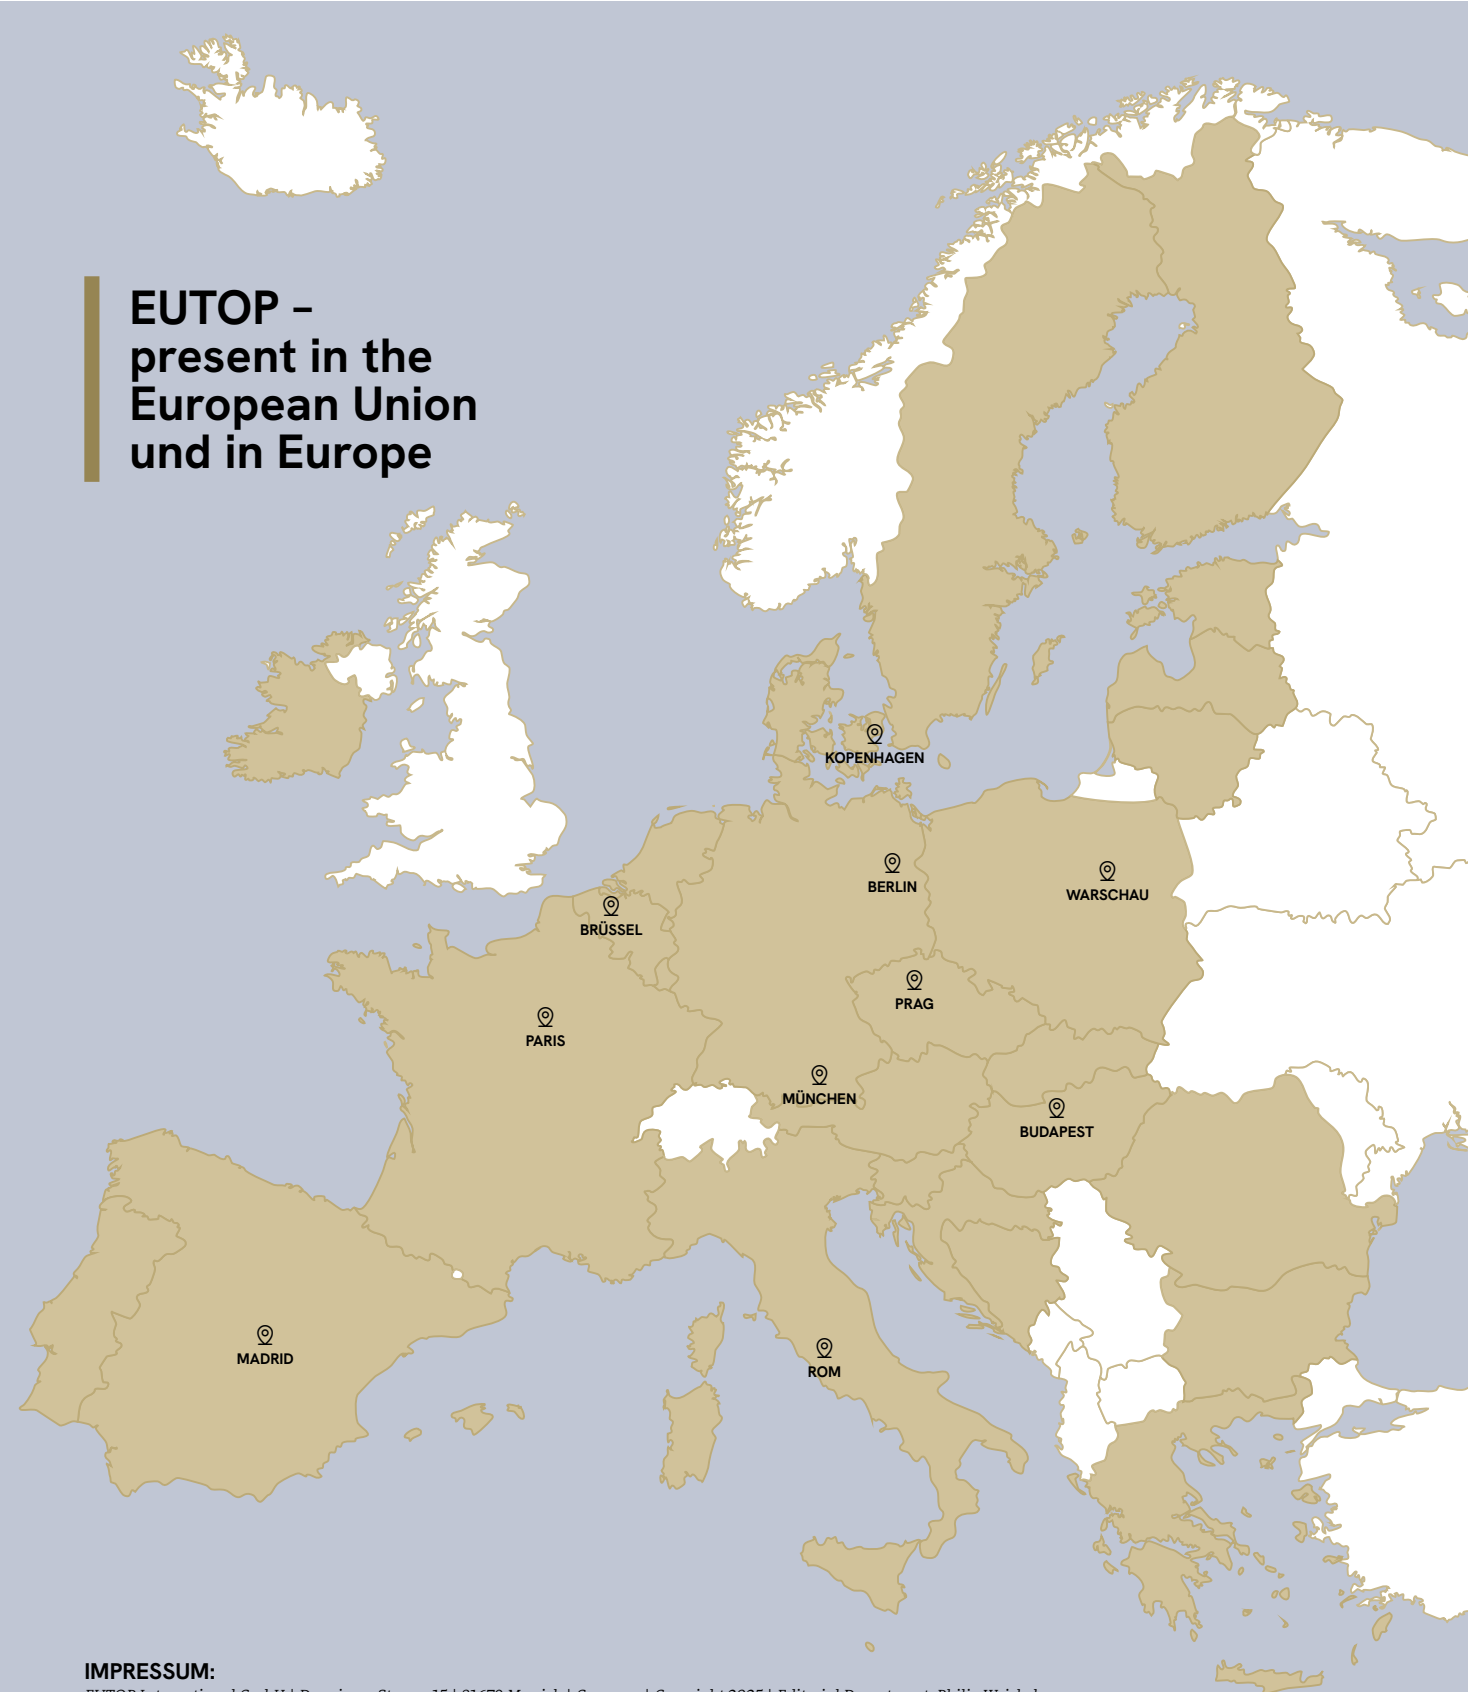 EUTOP –
present in the
European Union
und in Europe
KOPENHAGEN
BERLIN
WARSCHAU
BRÜSSEL
PRAG
PARIS
MÜNCHEN
BUDAPEST
MADRID
ROM
IMPRESSUM: